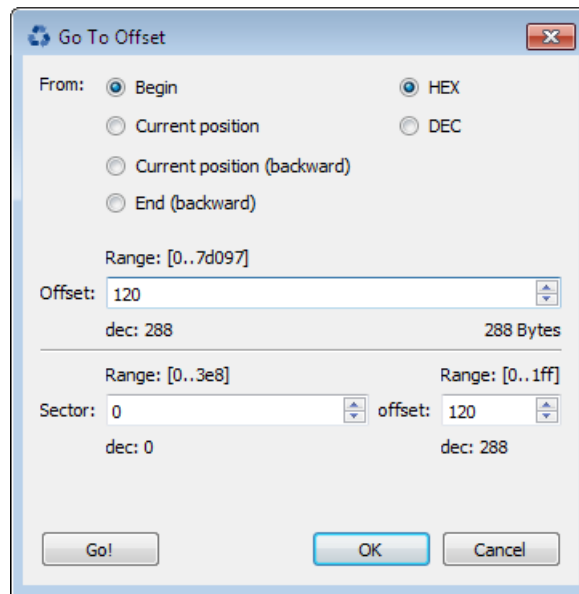 Go To Offset
From: Begin HEX
Current position DEC
Current position (backward)
End (backward)
Range: [0..7d097]
Offset: 120
dec: 288 288 Bytes
Range: [0..3e8] Range: [0..1ff]
Sector: 0 offset: 120
dec: 0 dec: 288
Go! OK Cancel